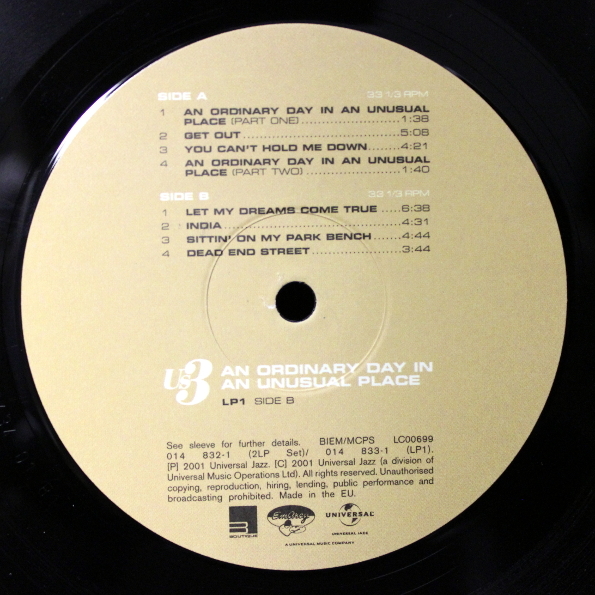 SIDE A 33 1/3 RPM
1 AN ORDINARY DAY IN AN UNUSUAL
PLACE (PART ONE)........................1:38
2 GET OUT....................................5:08
3 YOU CAN'T HOLD ME DOWN........4:21
4 AN ORDINARY DAY IN AN UNUSUAL
PLACE (PART TWO).......................1:40
SIDE B 33 1/3 RPM
1 LET MY DREAMS COME TRUE .....6:38
2 INDIA.........................................4:31
3 SITTIN' ON MY PARK BENCH.......4:44
4 DEAD END STREET......................3:44
Us3 AN ORDINARY DAY IN
AN UNUSUAL PLACE
LP1 SIDE B
See sleeve for further details. BIEM/MCPS LC00699
014 832-1 (2LP Set)/ 014 833-1 (LP1).
[P] 2001 Universal Jazz. [C] 2001 Universal Jazz (a division of
Universal Music Operations Ltd). All rights reserved. Unauthorised
copying, reproduction, hiring, lending, public performance and
broadcasting prohibited. Made in the EU.
EmArcy UNIVERSAL
BOUTIQUE UNIVERSAL JAZZ
A UNIVERSAL MUSIC COMPANY